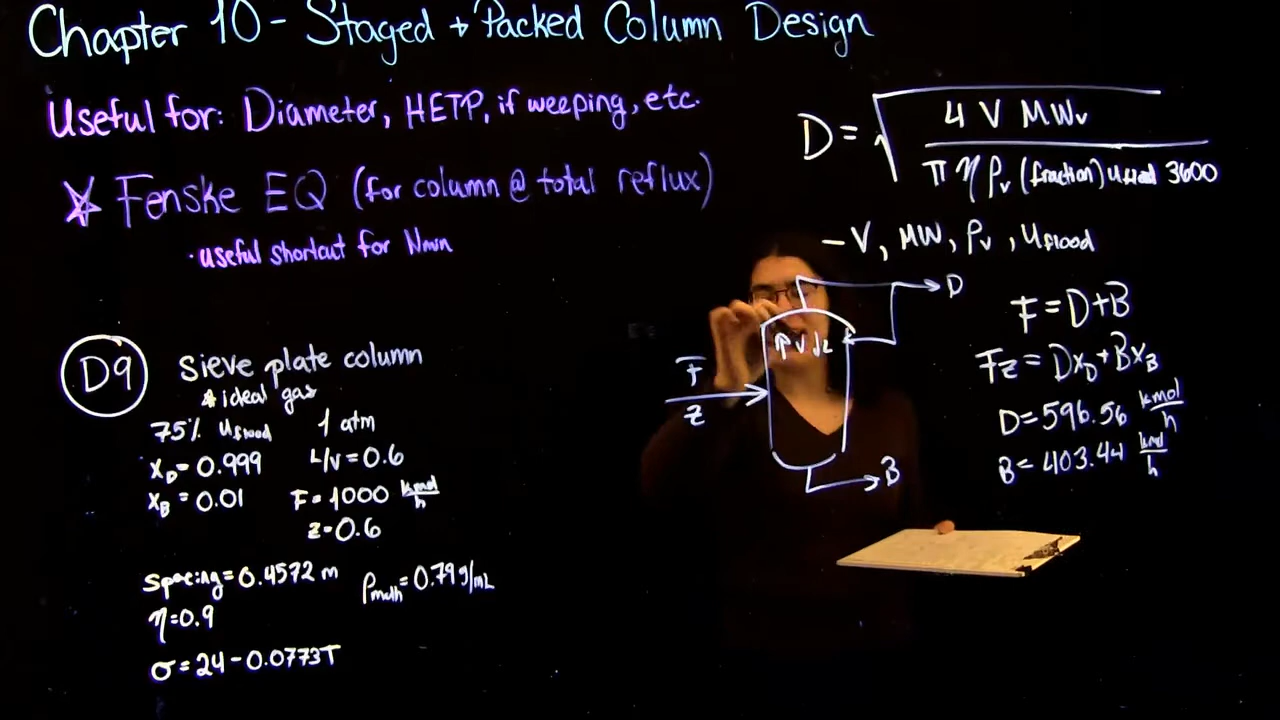 Chapter 10 - Staged + Packed Column Design
Useful for: Diameter, HETP, if weeping, etc.
☆ Fenske EQ (for column @ total reflux)
· useful shortcut for Nmin
D9 Sieve plate column
* ideal gas
75% uflood 1 atm
xD = 0.999 L/V = 0.6
xB = 0.01 F = 1000 kmol/h
z = 0.6
Spacing = 0.4572 m ρmeth = 0.79 g/mL
η = 0.9
σ = 24 - 0.0773T
D = √(4 V MWv / π η ρv (fraction) uflood 3600)
- V, MW, ρv, uflood
D
F
z
↑V ↓L
B
F = D + B
Fz = DxD + BxB
D = 596.56 kmol/h
B = 403.44 kmol/h